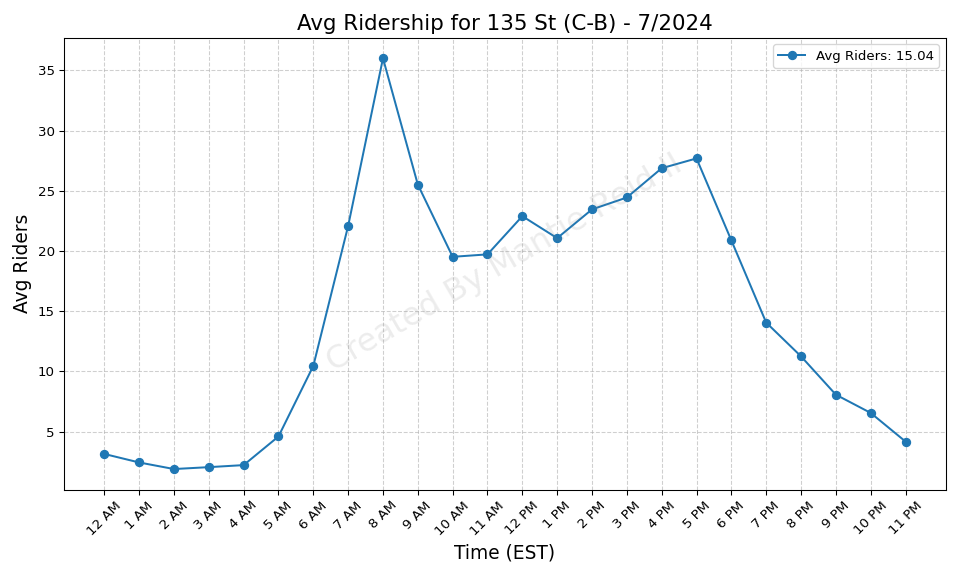 Avg Ridership for 135 St (C-B) - 7/2024
Avg Riders: 15.04
Avg Riders
35
30
25
20
15
10
5
Created By Mantic Reid II
12 AM
1 AM
2 AM
3 AM
4 AM
5 AM
6 AM
7 AM
8 AM
9 AM
10 AM
11 AM
12 PM
1 PM
2 PM
3 PM
4 PM
5 PM
6 PM
7 PM
8 PM
9 PM
10 PM
11 PM
Time (EST)